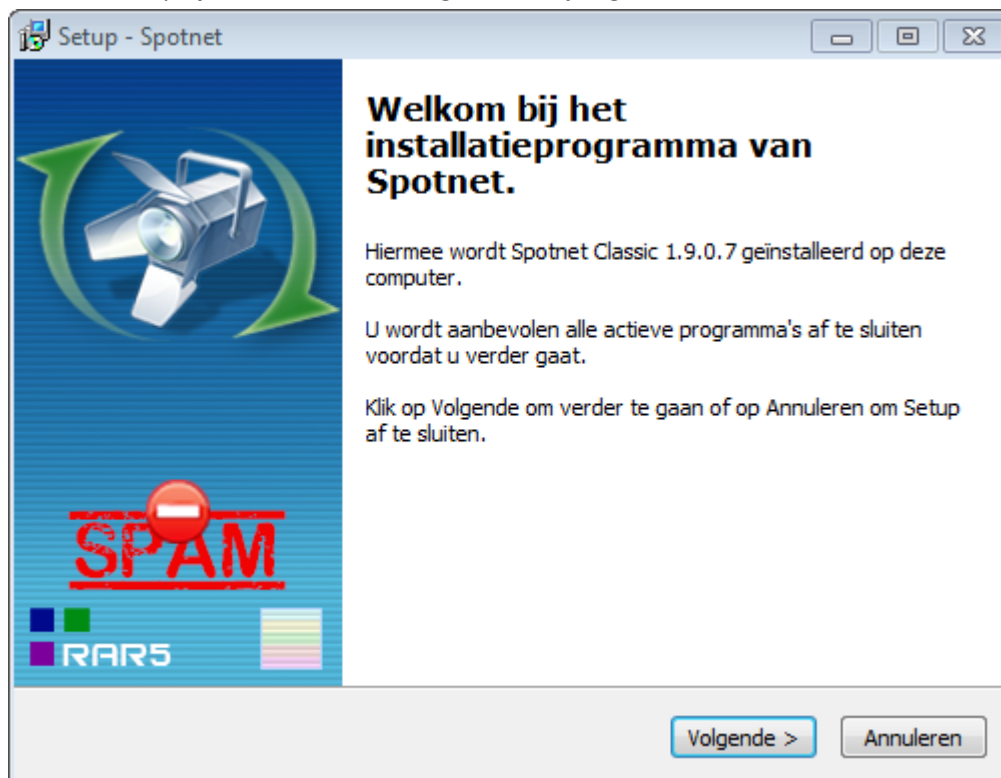 Setup - Spotnet
Welkom bij het
installatieprogramma van
Spotnet.
Hiermee wordt Spotnet Classic 1.9.0.7 geïnstalleerd op deze
computer.
U wordt aanbevolen alle actieve programma's af te sluiten
voordat u verder gaat.
Klik op Volgende om verder te gaan of op Annuleren om Setup
af te sluiten.
SPAM
RAR5
Volgende >
Annuleren